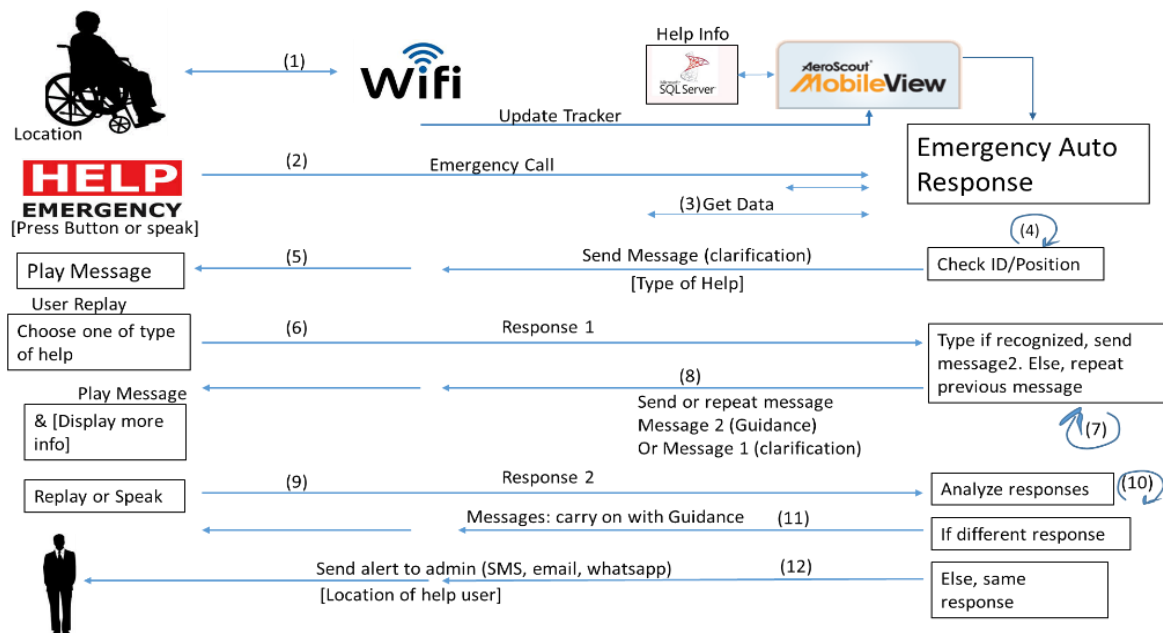 Help Info
(1)
WiFi
Microsoft
SQL Server
AeroScout
MobileView
Location
Update Tracker
HELP
EMERGENCY
[Press Button or speak]
(2)
Emergency Call
(3) Get Data
Emergency Auto
Response
(4)
Play Message
(5)
Send Message (clarification)
[Type of Help]
Check ID/Position
User Replay
Choose one of type
of help
(6)
Response 1
Type if recognized, send
message2. Else, repeat
previous message
(7)
Play Message
& [Display more
info]
(8)
Send or repeat message
Message 2 (Guidance)
Or Message 1 (clarification)
Replay or Speak
(9)
Response 2
Analyze responses
(10)
Messages: carry on with Guidance
(11)
If different response
Send alert to admin (SMS, email, whatsapp)
[Location of help user]
(12)
Else, same
response